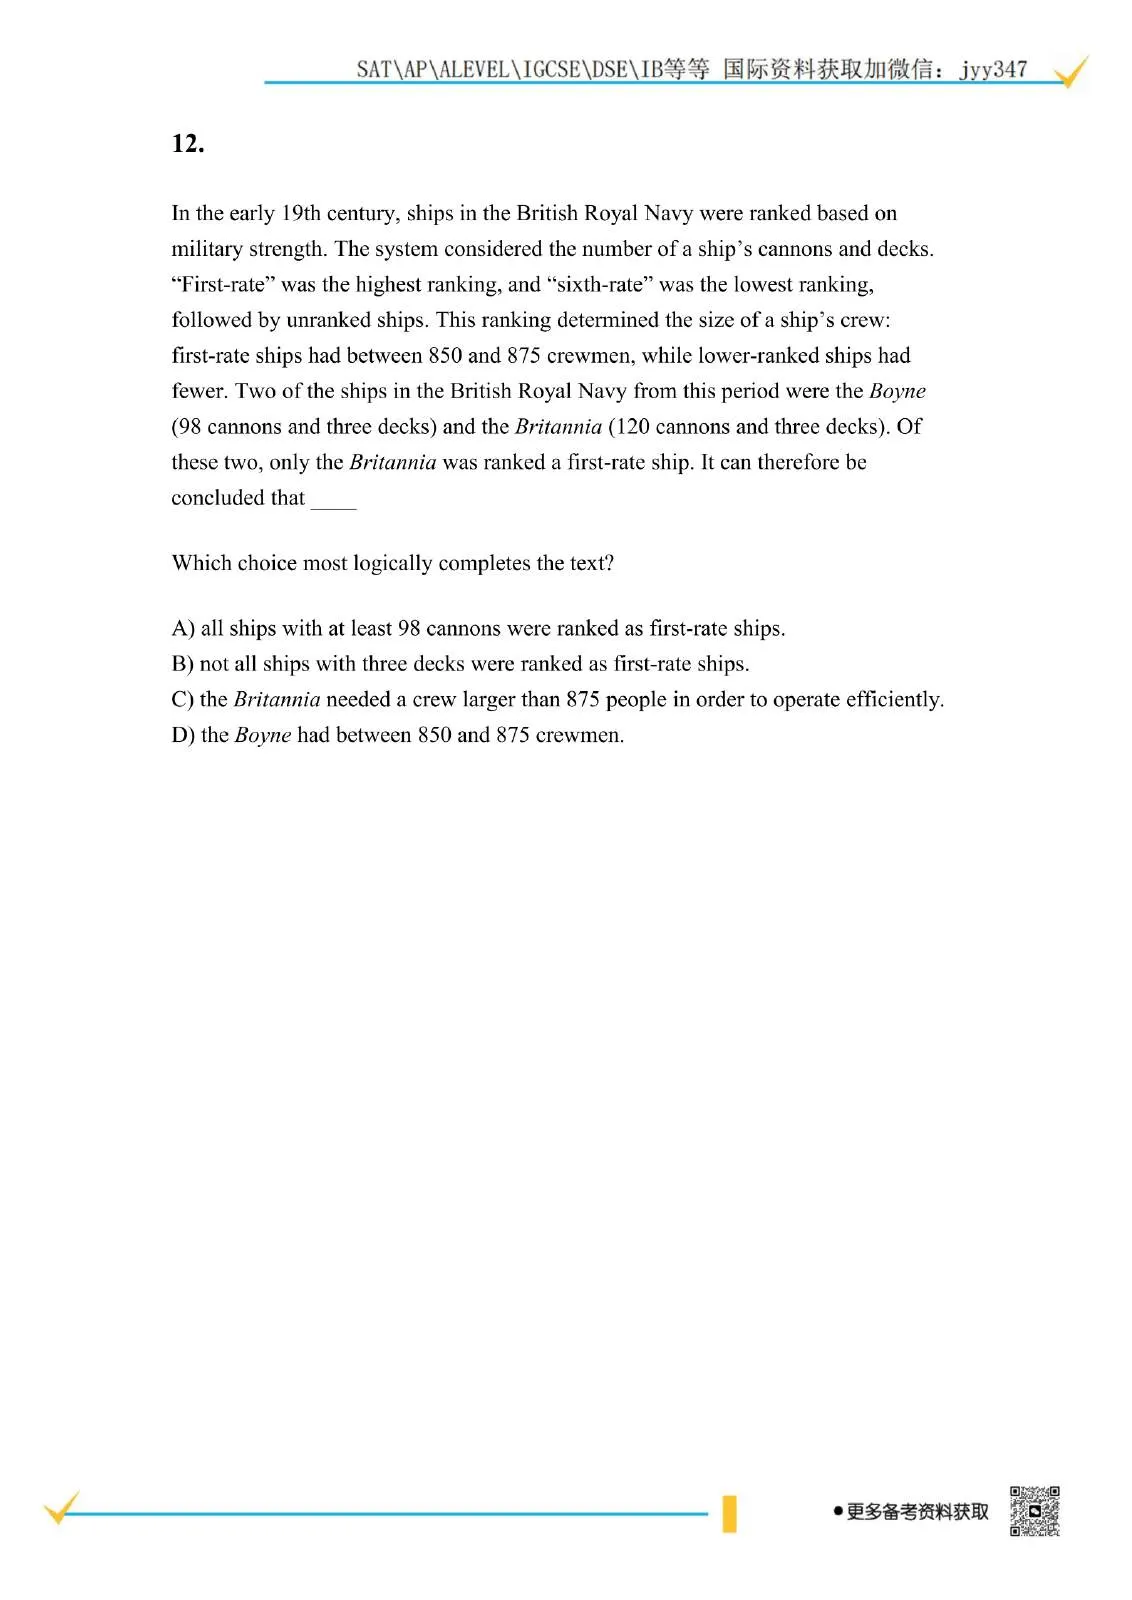 SAT\AP\ALEVEL\IGCSE\DSE\IB等等 国际资料获取加微信：jyy347
12.
In the early 19th century, ships in the British Royal Navy were ranked based on
military strength. The system considered the number of a ship’s cannons and decks.
“First-rate” was the highest ranking, and “sixth-rate” was the lowest ranking,
followed by unranked ships. This ranking determined the size of a ship’s crew:
first-rate ships had between 850 and 875 crewmen, while lower-ranked ships had
fewer. Two of the ships in the British Royal Navy from this period were the Boyne
(98 cannons and three decks) and the Britannia (120 cannons and three decks). Of
these two, only the Britannia was ranked a first-rate ship. It can therefore be
concluded that ____
Which choice most logically completes the text?
A) all ships with at least 98 cannons were ranked as first-rate ships.
B) not all ships with three decks were ranked as first-rate ships.
C) the Britannia needed a crew larger than 875 people in order to operate efficiently.
D) the Boyne had between 850 and 875 crewmen.
●更多备考资料获取